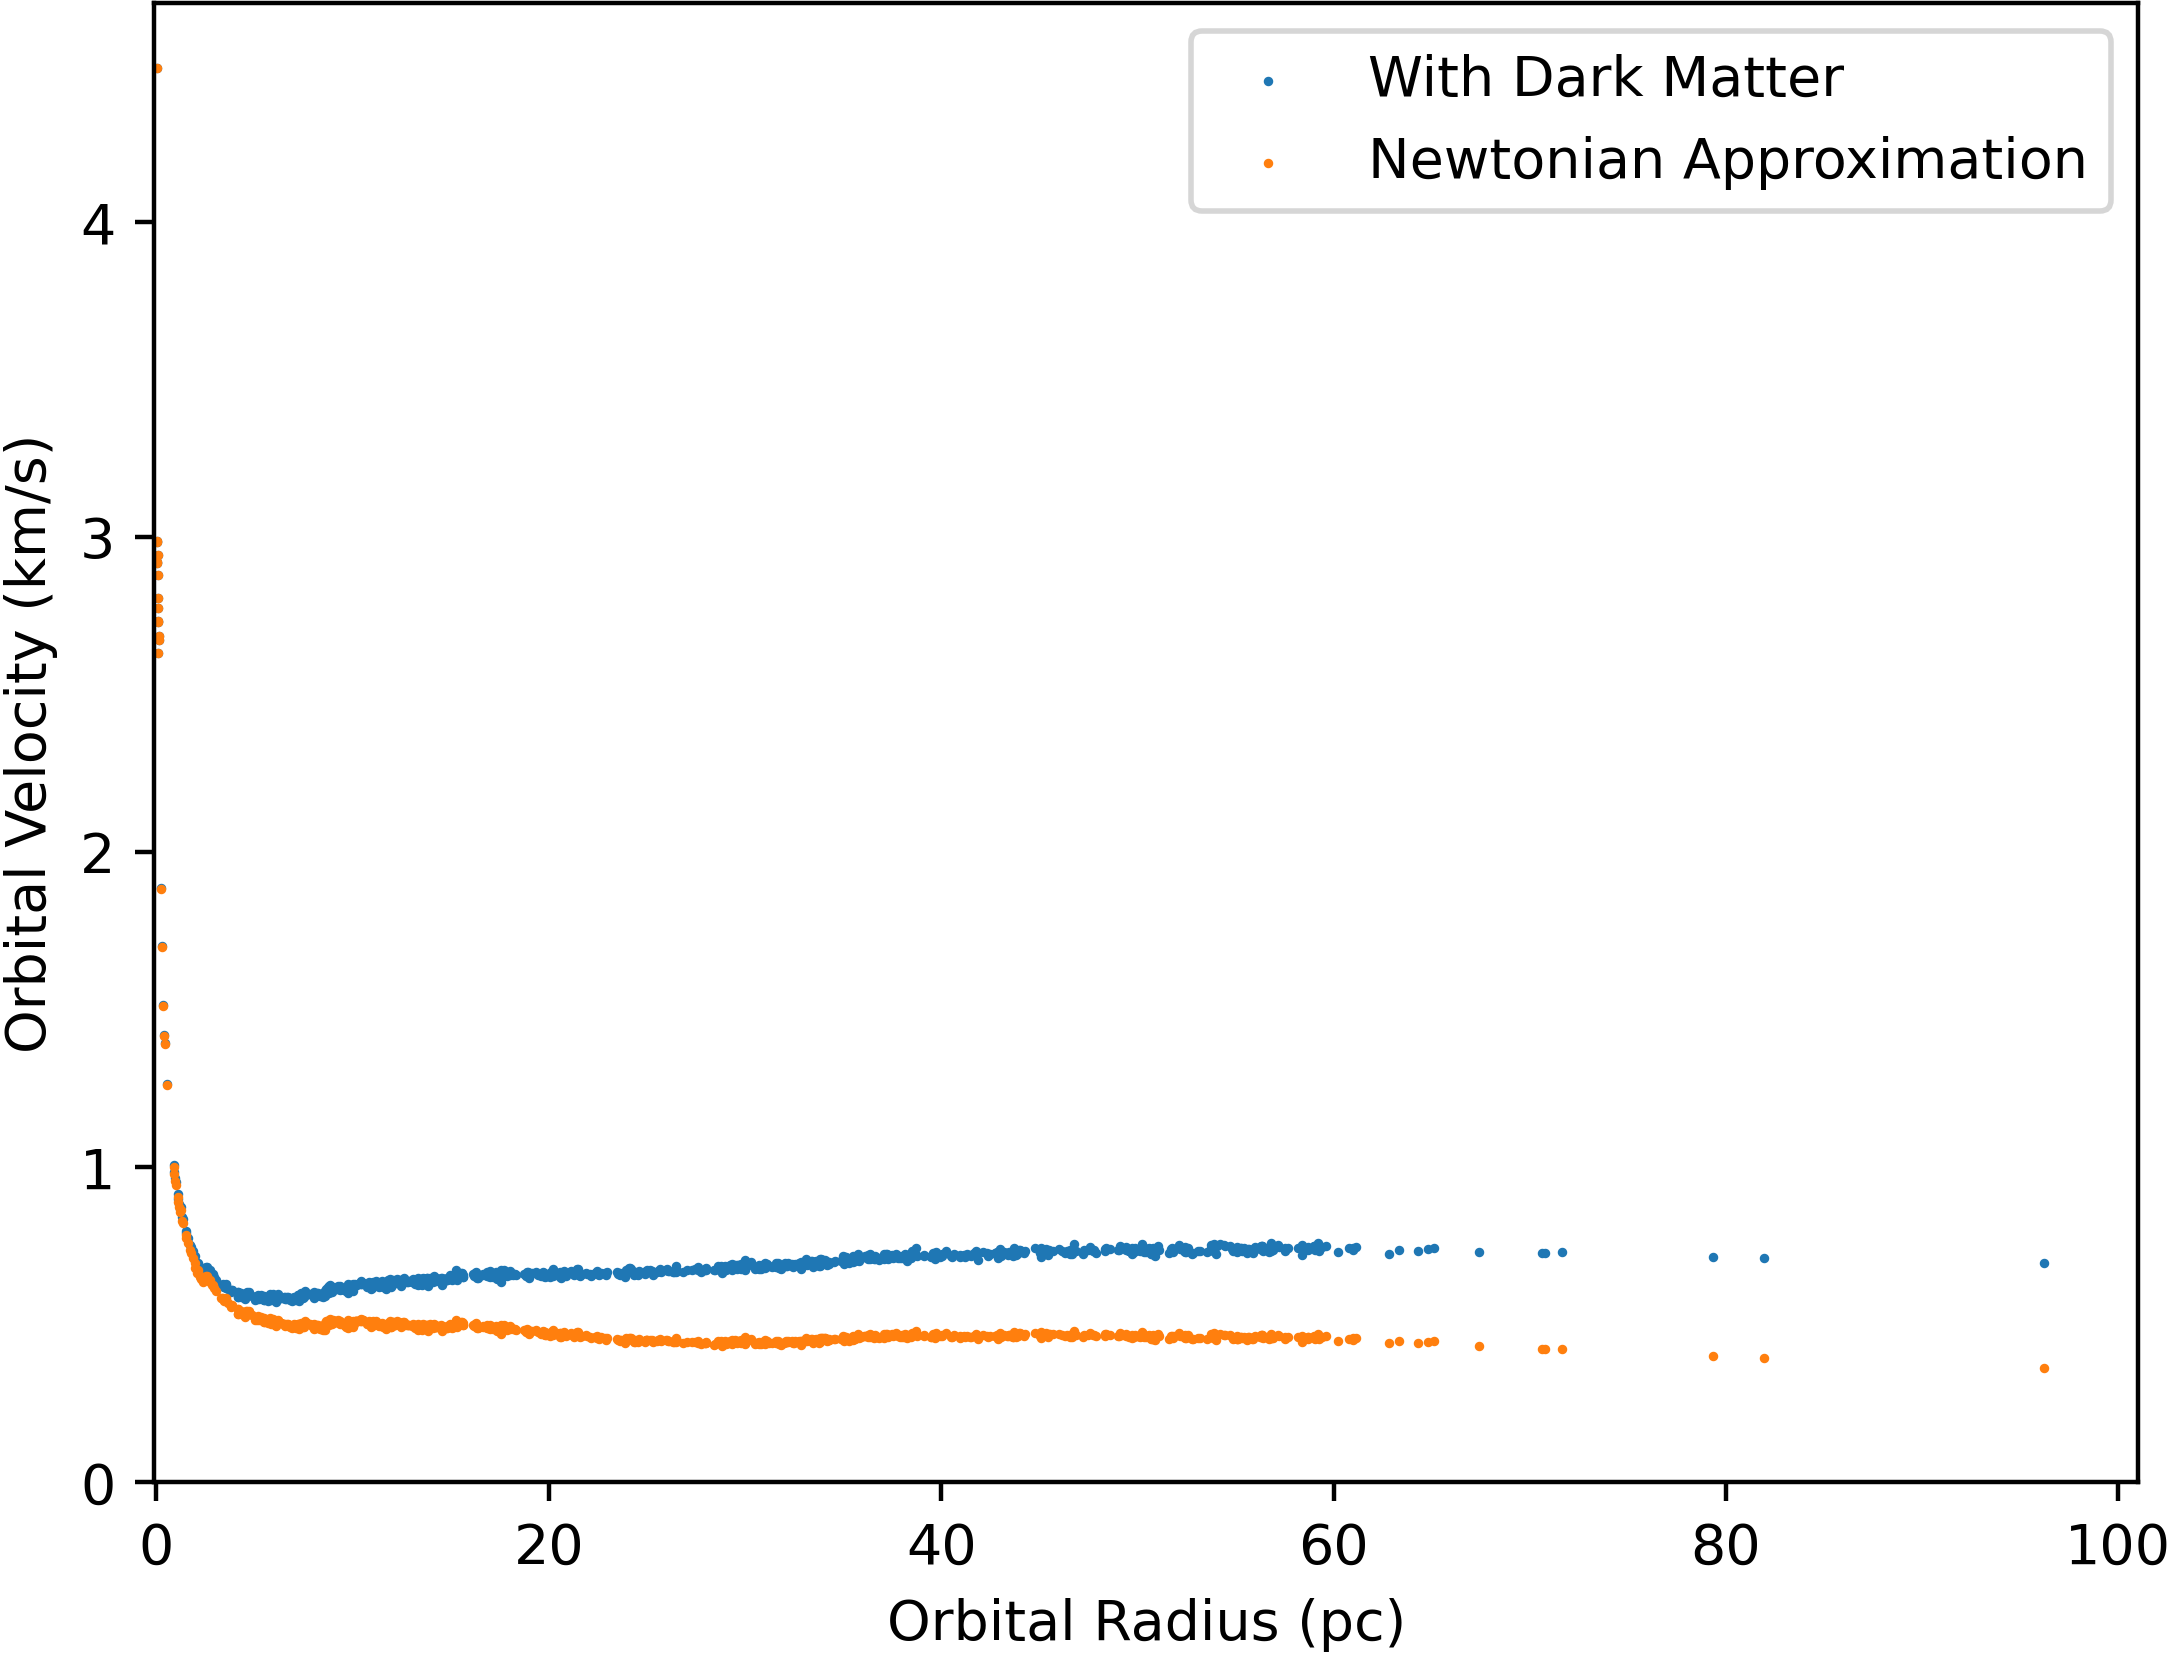 With Dark Matter
Newtonian Approximation
4
3
2
1
0
Orbital Velocity (km/s)
0 20 40 60 80 100
Orbital Radius (pc)